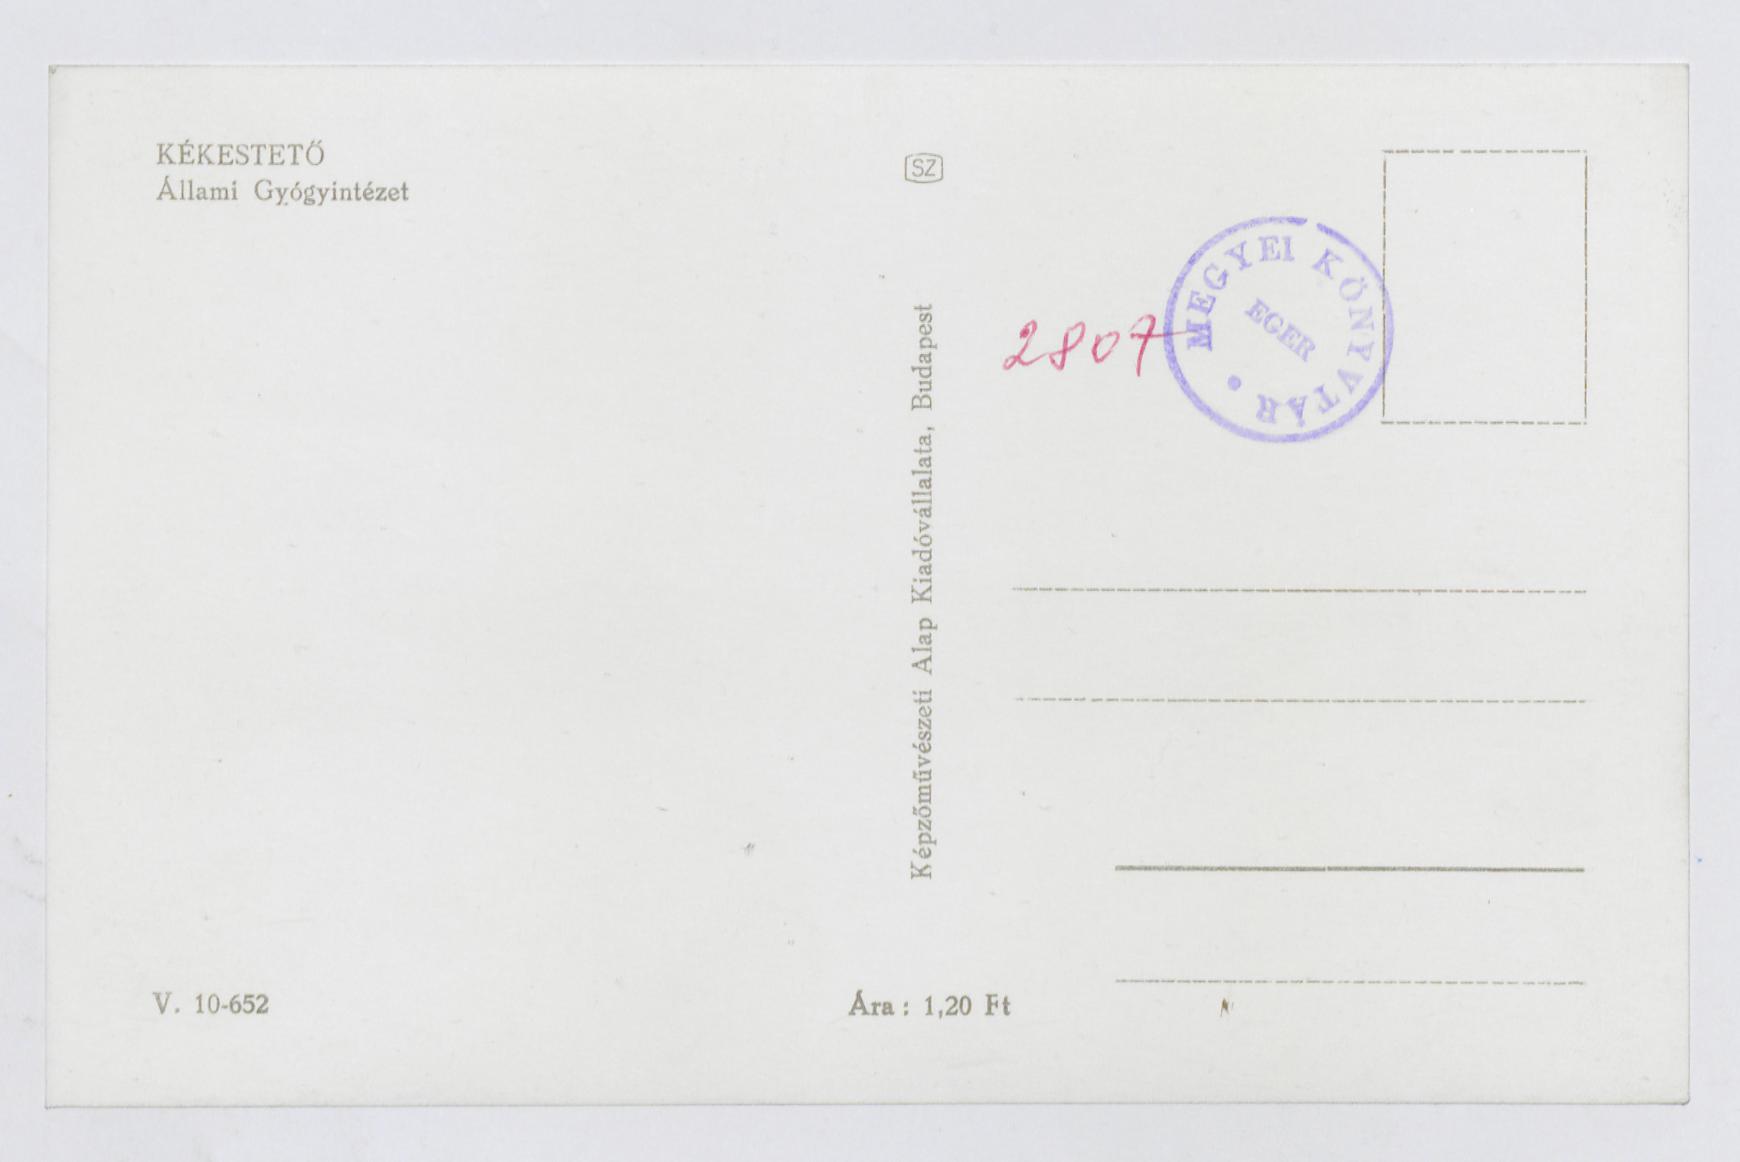 KÉKESTETŐ
Állami Gyógyintézet
SZ
MEGYEI KÖNYVTÁR
EGER
2807
Képzőművészeti Alap Kiadóvállalata, Budapest
V. 10-652
Ára: 1,20 Ft